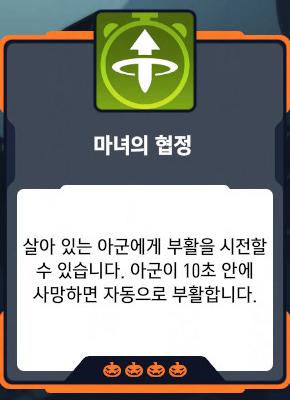 마녀의 협정
살아 있는 아군에게 부활을 시전할
수 있습니다. 아군이 10초 안에
사망하면 자동으로 부활합니다.